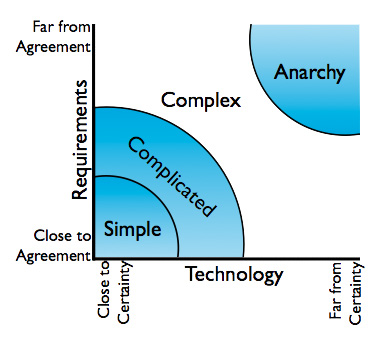 Far from
Agreement
Anarchy
Complex
Requirements
Complicated
Simple
Close to
Agreement
Technology
Close to
Certainty
Far from
Certainty